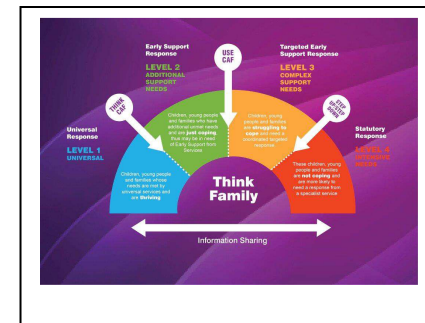 Early Support
Response
LEVEL 2
ADDITIONAL
SUPPORT
NEEDS
USE
CAF
Targeted Early
Support Response
LEVEL 3
COMPLEX
SUPPORT
NEEDS
THINK
CAF
STEP
UP STEP
DOWN
Universal
Response
LEVEL 1
UNIVERSAL
Statutory
Response
LEVEL 4
INTENSIVE
NEEDS
Children, young people
and families whose
needs are met by
universal services and
are thriving
Children, young people
and families who have
additional unmet needs
and are just coping
thus may be in need
of Early Support from
Services
Children, young
people and families
are struggling to
cope and need a
coordinated targeted
response
These children, young
people and families
are not coping and
are more likely to
need a response from
a specialist service
Think
Family
Information Sharing